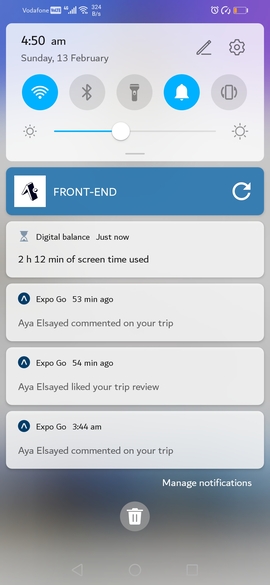 Vodafone VoLTE 4G 324 B/s
4:50 am
Sunday, 13 February
FRONT-END
Digital balance Just now
2 h 12 min of screen time used
Expo Go 53 min ago
Aya Elsayed commented on your trip
Expo Go 54 min ago
Aya Elsayed liked your trip review
Expo Go 3:44 am
Aya Elsayed commented on your trip
Manage notifications